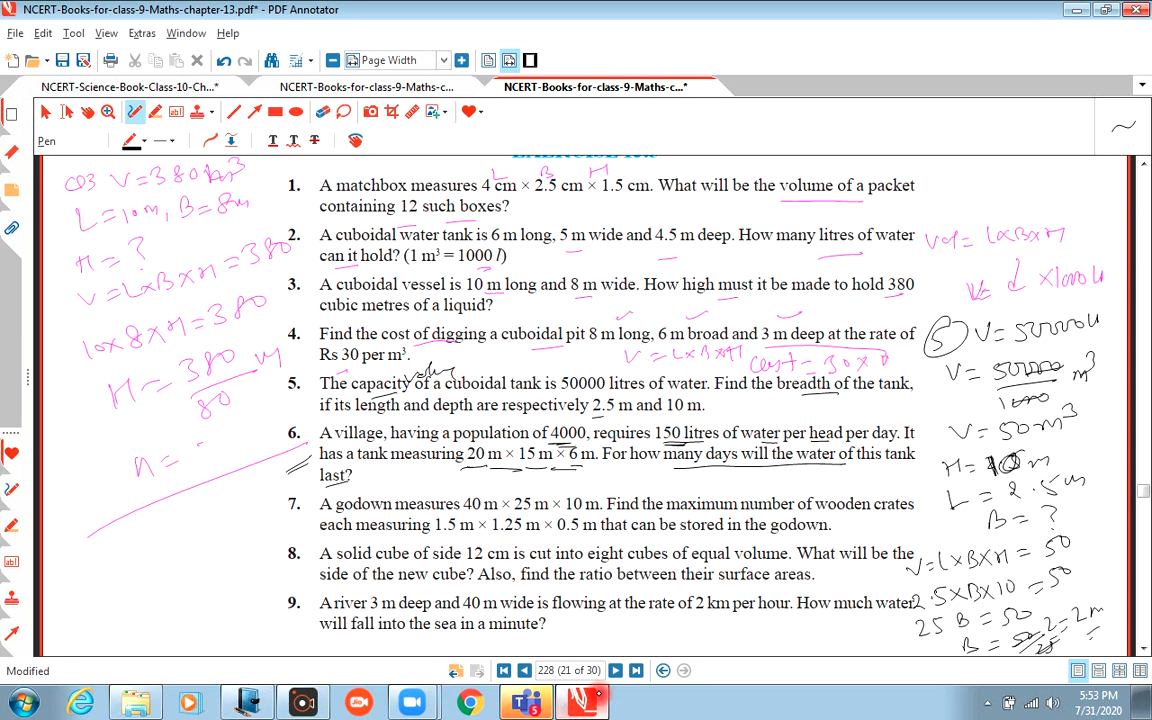 NCERT-Books-for-class-9-Maths-chapter-13.pdf* - PDF Annotator
File Edit Tool View Extras Window Help
Page Width
NCERT-Science-Book-Class-10-Ch...* NCERT-Books-for-class-9-Maths-c... NCERT-Books-for-class-9-Maths-c...*
Pen
1. A matchbox measures 4 cm × 2.5 cm × 1.5 cm. What will be the volume of a packet
containing 12 such boxes?
2. A cuboidal water tank is 6 m long, 5 m wide and 4.5 m deep. How many litres of water
can it hold? (1 m³ = 1000 l)
3. A cuboidal vessel is 10 m long and 8 m wide. How high must it be made to hold 380
cubic metres of a liquid?
4. Find the cost of digging a cuboidal pit 8 m long, 6 m broad and 3 m deep at the rate of
Rs 30 per m³.
5. The capacity of a cuboidal tank is 50000 litres of water. Find the breadth of the tank,
if its length and depth are respectively 2.5 m and 10 m.
6. A village, having a population of 4000, requires 150 litres of water per head per day. It
has a tank measuring 20 m × 15 m × 6 m. For how many days will the water of this tank
last?
7. A godown measures 40 m × 25 m × 10 m. Find the maximum number of wooden crates
each measuring 1.5 m × 1.25 m × 0.5 m that can be stored in the godown.
8. A solid cube of side 12 cm is cut into eight cubes of equal volume. What will be the
side of the new cube? Also, find the ratio between their surface areas.
9. A river 3 m deep and 40 m wide is flowing at the rate of 2 km per hour. How much water
will fall into the sea in a minute?
L B H
L = 10m, B = 8m
H = ?
V = L×B×H = 380
10×8×H = 380
H = 380 m
80
V = L×B×H
Cost = 30 ×
Vol = L×B×H
×1000
5
V = 50000
V = 50000 m³
1000
V = 50m³
L = 2.5m
B = ?
V = L×B×H = 50
2.5×B×10 = 50
25 B = 50
B = 50 2 = 2m
25
Modified
228 (21 of 30)
5
5:53 PM
7/31/2020